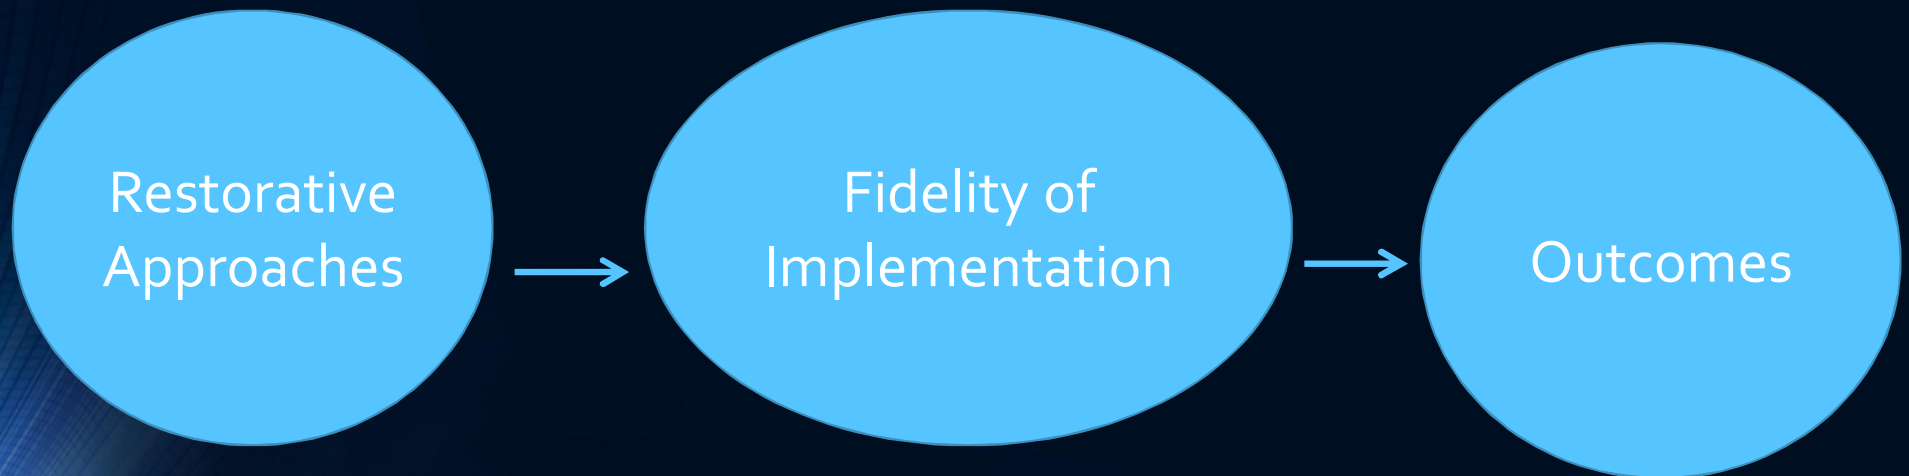 Restorative
Approaches
Fidelity of
Implementation
Outcomes